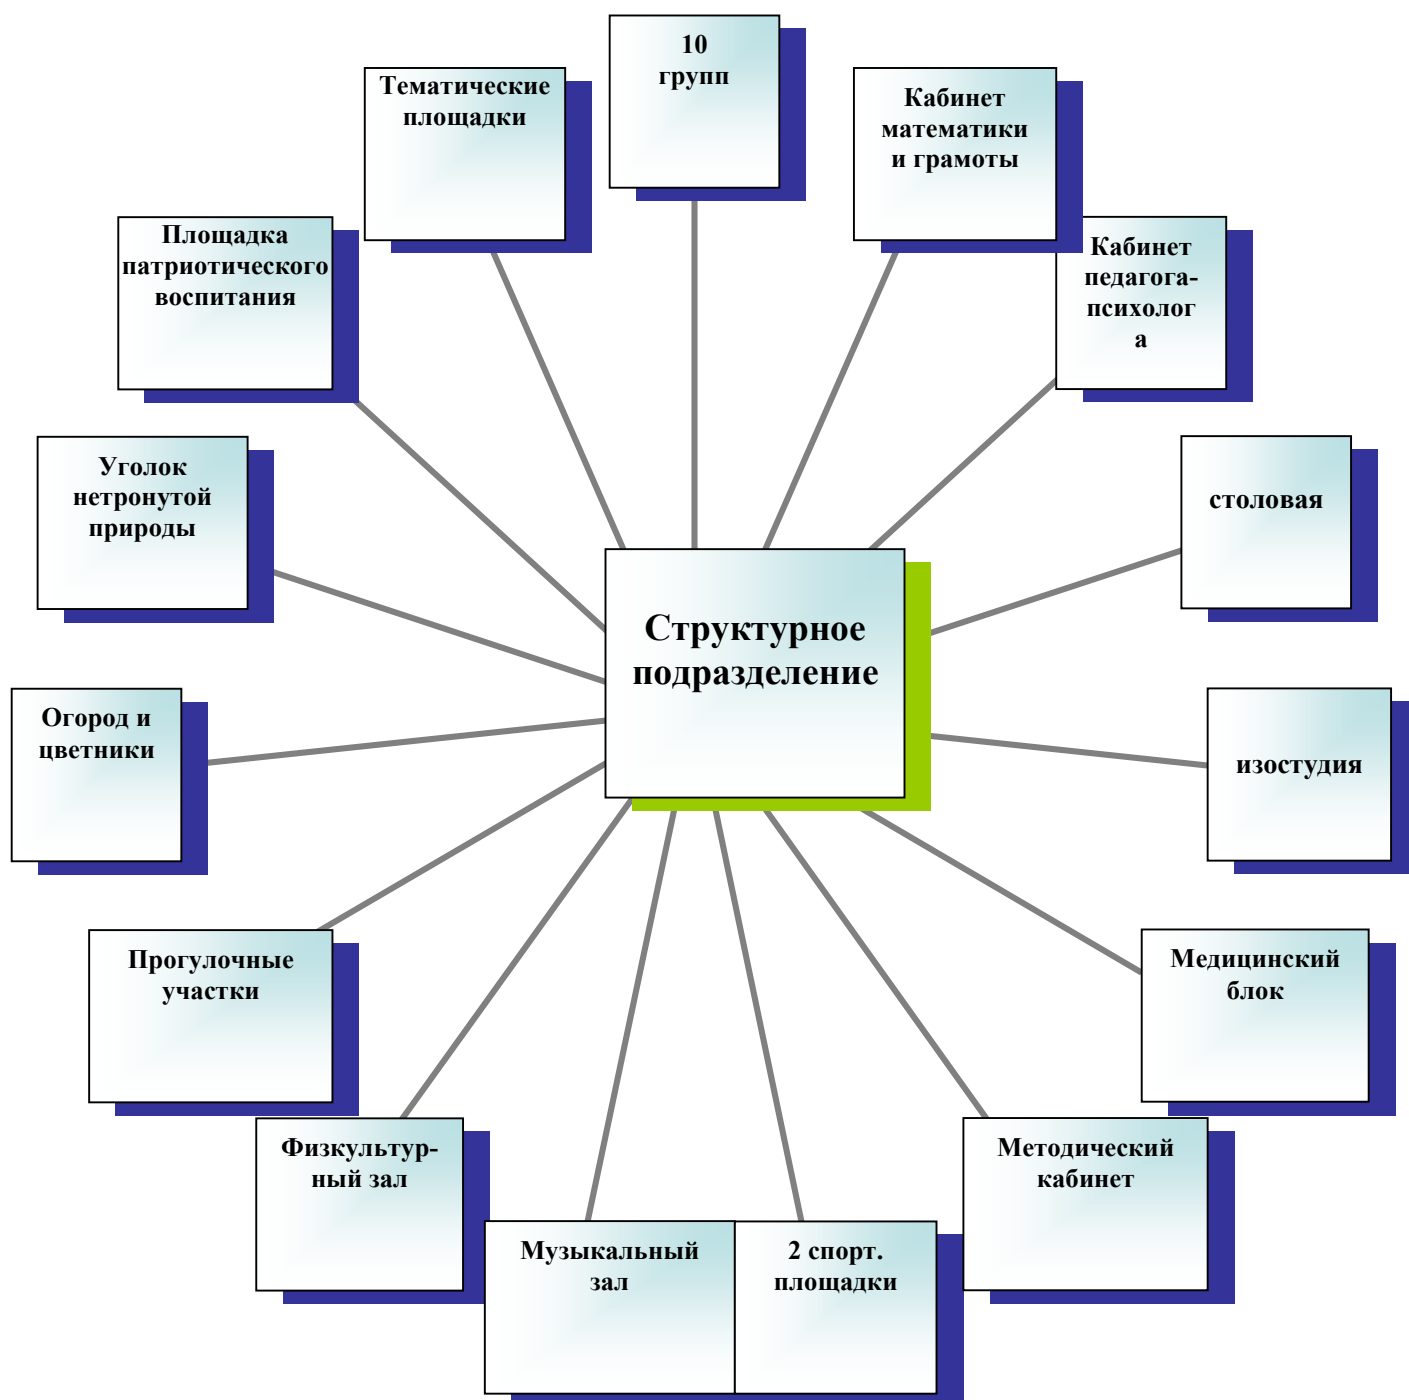 10
групп
Тематические
площадки
Кабинет
математики
и грамоты
Площадка
патриотического
воспитания
Кабинет
педагога-
психолог
а
Уголок
нетронутой
природы
столовая
Структурное
подразделение
Огород и
цветники
изостудия
Прогулочные
участки
Медицинский
блок
Физкультур-
ный зал
Методический
кабинет
Музыкальный
зал
2 спорт.
площадки